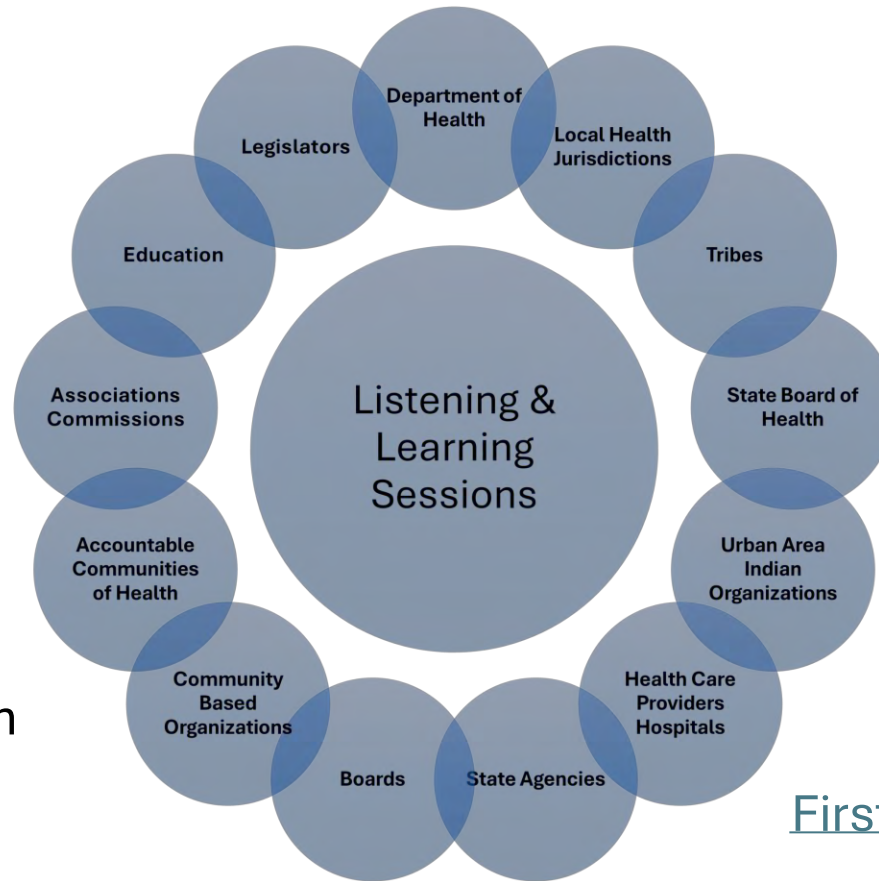 Department of
Health
Local Health
Jurisdictions
Tribes
State Board of
Health
Urban Area
Indian
Organizations
Health Care
Providers
Hospitals
State Agencies
Boards
Community
Based
Organizations
Accountable
Communities
of Health
Associations
Commissions
Education
Legislators
Listening &
Learning
Sessions
n
First